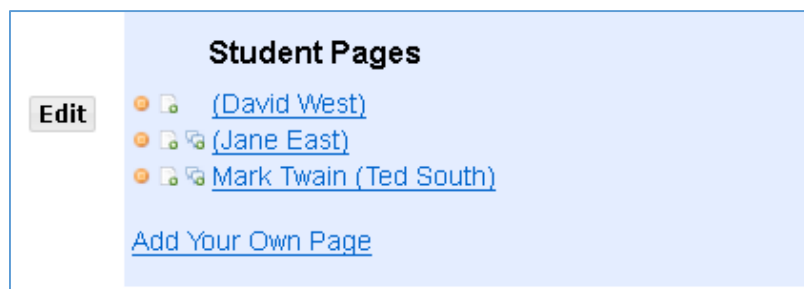 Student Pages
Edit
(David West)
(Jane East)
Mark Twain (Ted South)
Add Your Own Page